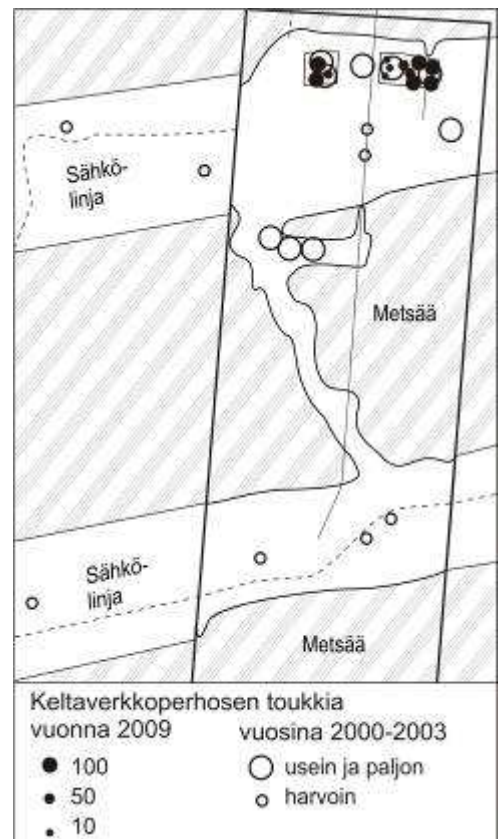 Sähkö-
linja
Metsää
Sähkö-
linja
Metsää
Keltaverkkoperhosen toukkia
vuonna 2009
100
50
10
vuosina 2000-2003
usein ja paljon
harvoin